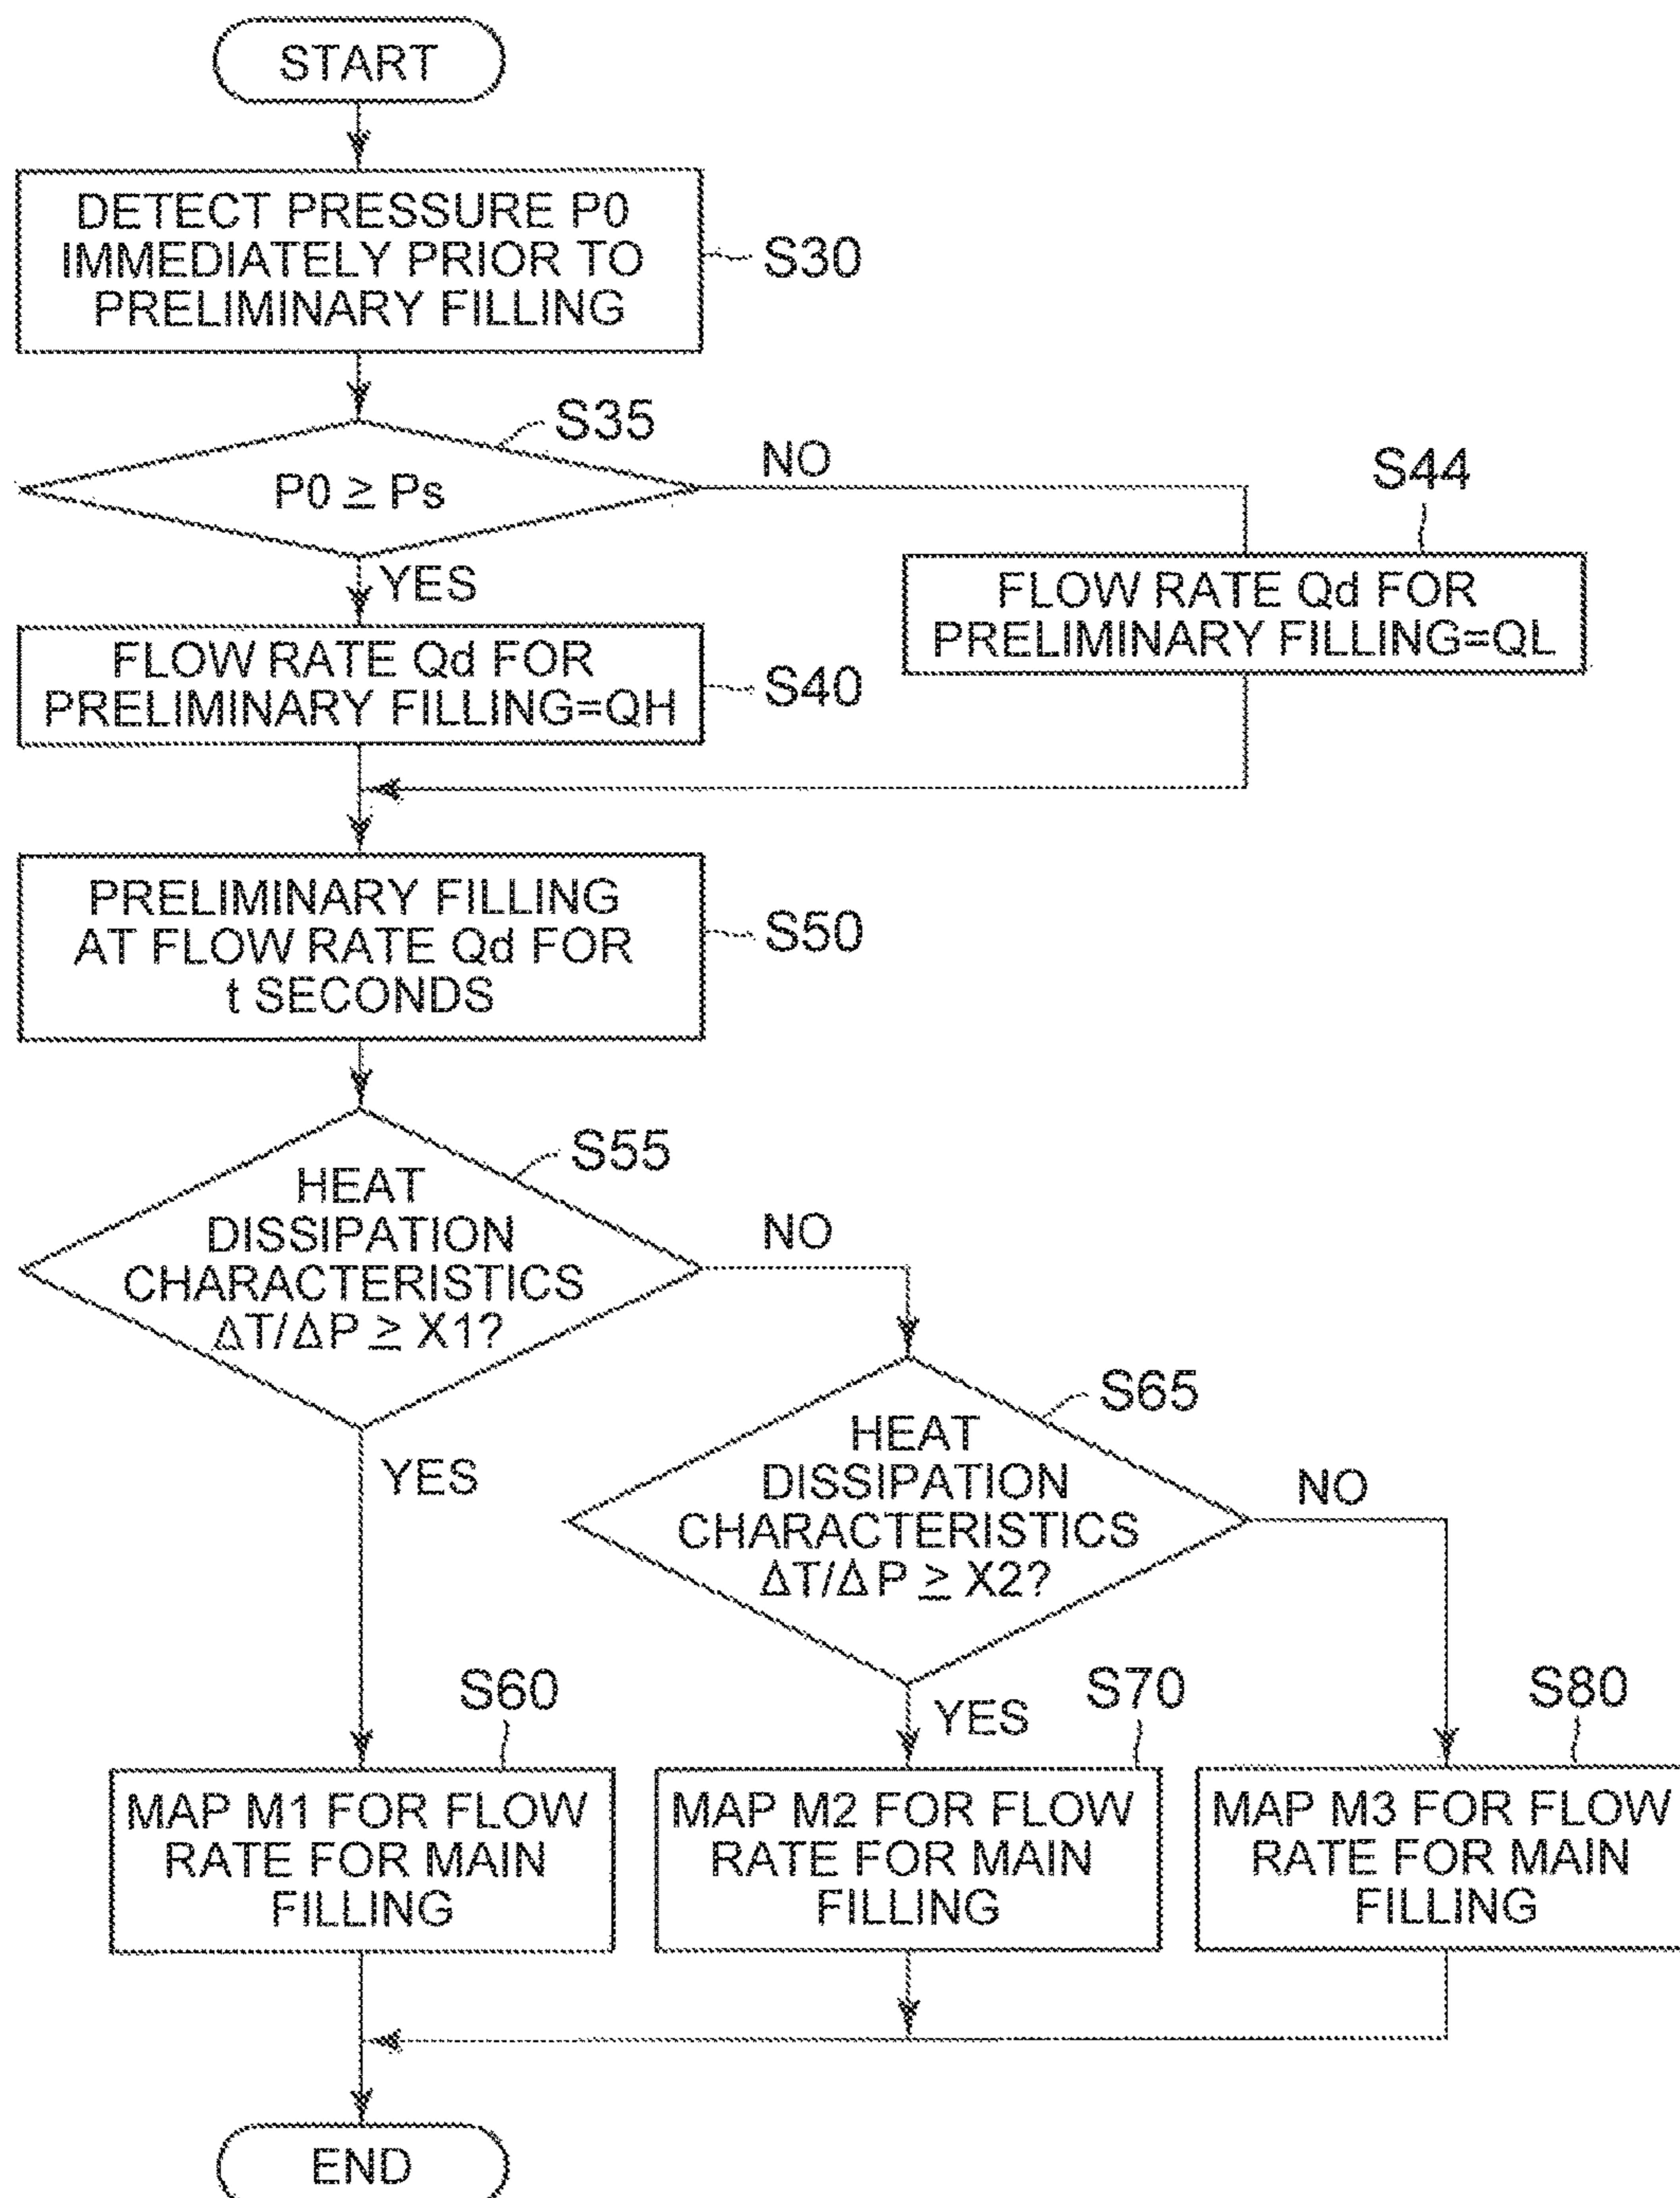 START
DETECT PRESSURE P0
IMMEDIATELY PRIOR TO
PRELIMINARY FILLING
S30
S35
P0 ≥ Ps
NO
YES
S44
FLOW RATE Qd FOR
PRELIMINARY FILLING=QL
FLOW RATE Qd FOR
PRELIMINARY FILLING=QH
S40
PRELIMINARY FILLING
AT FLOW RATE Qd FOR
t SECONDS
S50
S55
HEAT
DISSIPATION
CHARACTERISTICS
ΔT/ΔP ≥ X1?
NO
YES
S65
HEAT
DISSIPATION
CHARACTERISTICS
ΔT/ΔP ≥ X2?
NO
YES
S60
MAP M1 FOR FLOW
RATE FOR MAIN
FILLING
S70
MAP M2 FOR FLOW
RATE FOR MAIN
FILLING
S80
MAP M3 FOR FLOW
RATE FOR MAIN
FILLING
END